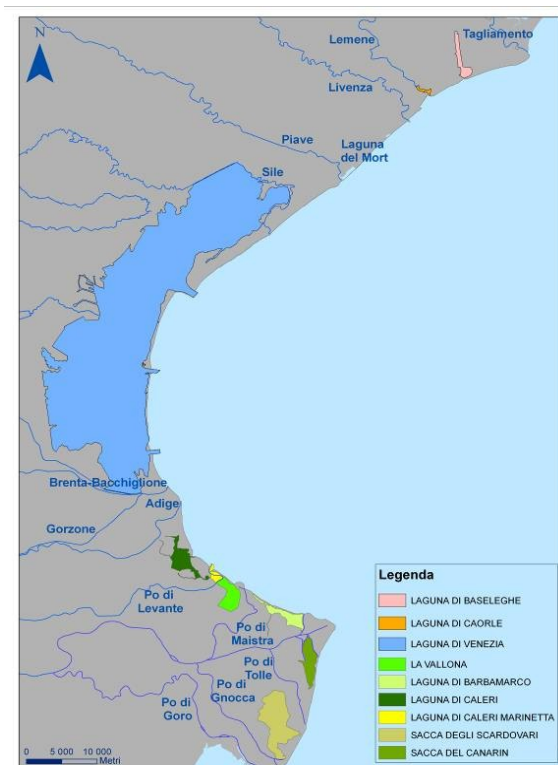 N
Lemene
Tagliamento
Livenza
Piave
Laguna
del Mort
Sile
Brenta-Bacchiglione
Adige
Gorzone
Po di
Levante
Po di
Maistra
Po di
Tolle
Po di
Gnocca
Po di
Goro
Legenda
LAGUNA DI BASELEGHE
LAGUNA DI CAORLE
LAGUNA DI VENEZIA
LA VALLONA
LAGUNA DI BARBAMARCO
LAGUNA DI CALERI
LAGUNA DI CALERI MARINETTA
SACCA DEGLI SCARDOVARI
SACCA DEL CANARIN
0 5 000 10 000
Metri